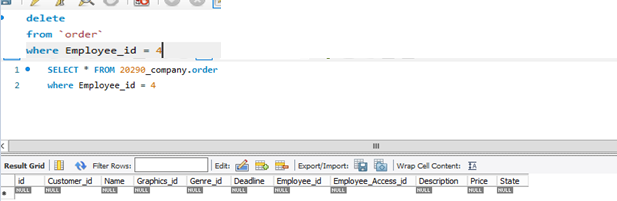 delete
from `order`
where Employee_id = 4
1 SELECT * FROM 20290_company.order
2 where Employee_id = 4
Result Grid Filter Rows: Edit: Export/Import: Wrap Cell Content: IA
id Customer_id Name Graphics_id Genre_id Deadline Employee_id Employee_Access_id Description Price State
NULL NULL NULL NULL NULL NULL NULL NULL NULL NULL NULL